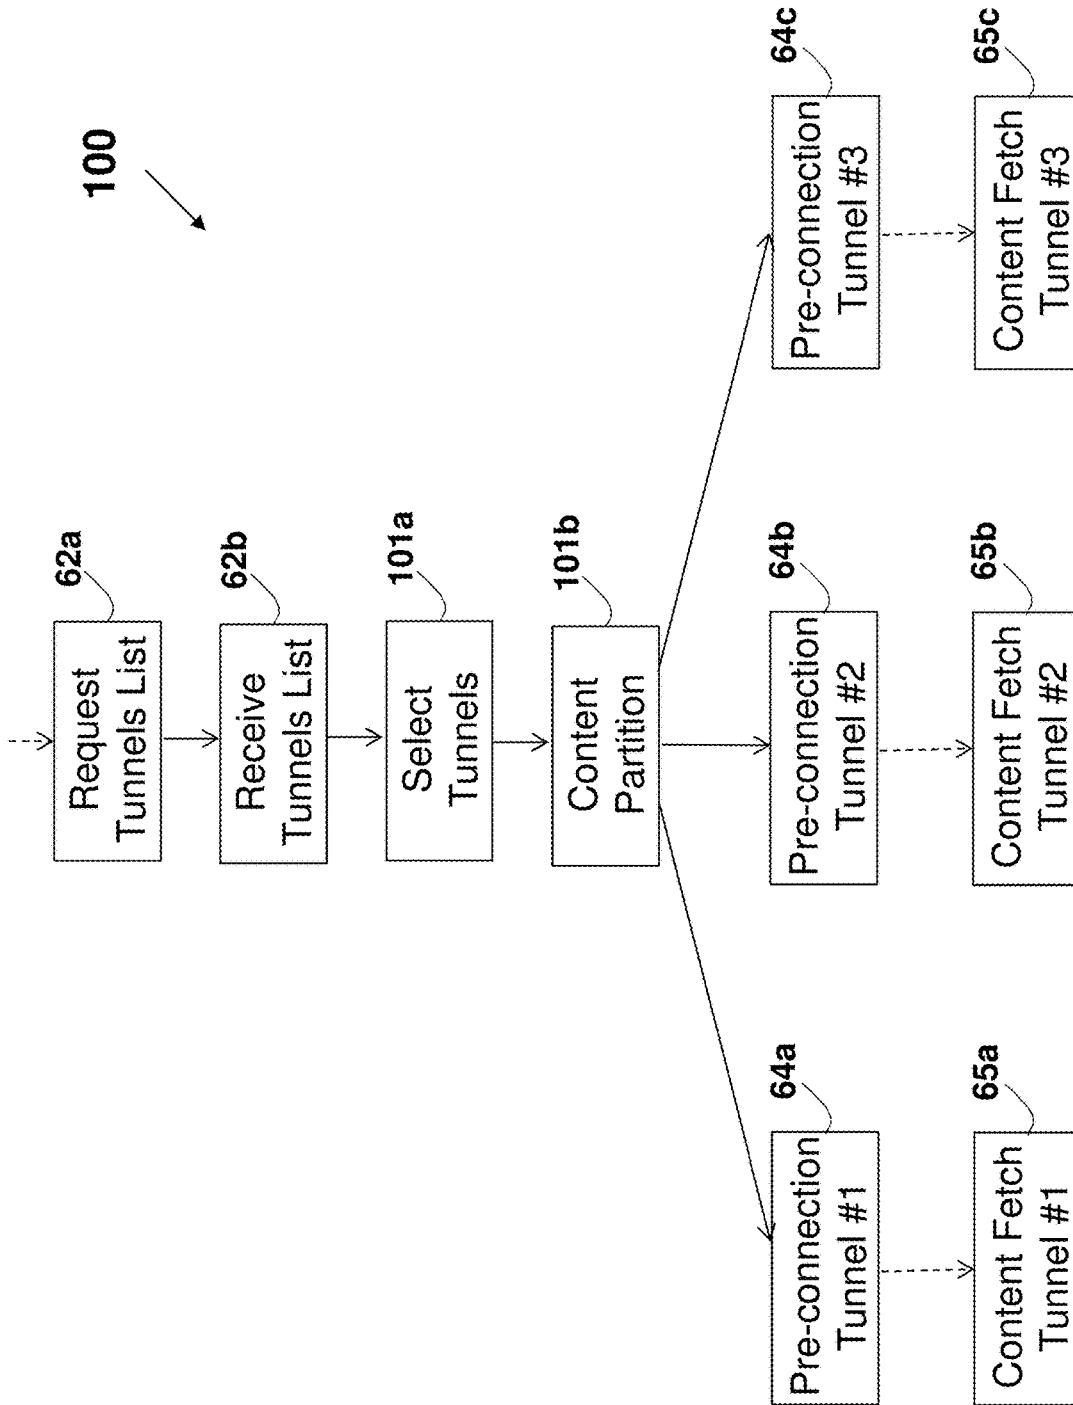 100
62a
Request
Tunnels List
62b
Receive
Tunnels List
101a
Select
Tunnels
101b
Content
Partition
64a
Pre-connection
Tunnel #1
64b
Pre-connection
Tunnel #2
64c
Pre-connection
Tunnel #3
65a
Content Fetch
Tunnel #1
65b
Content Fetch
Tunnel #2
65c
Content Fetch
Tunnel #3